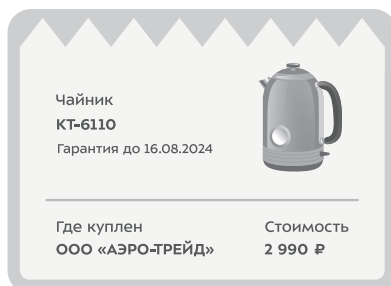 Чайник
КТ-6110
Гарантия до 16.08.2024
Где куплен
ООО «АЭРО-ТРЕЙД»
Стоимость
2 990 ₽